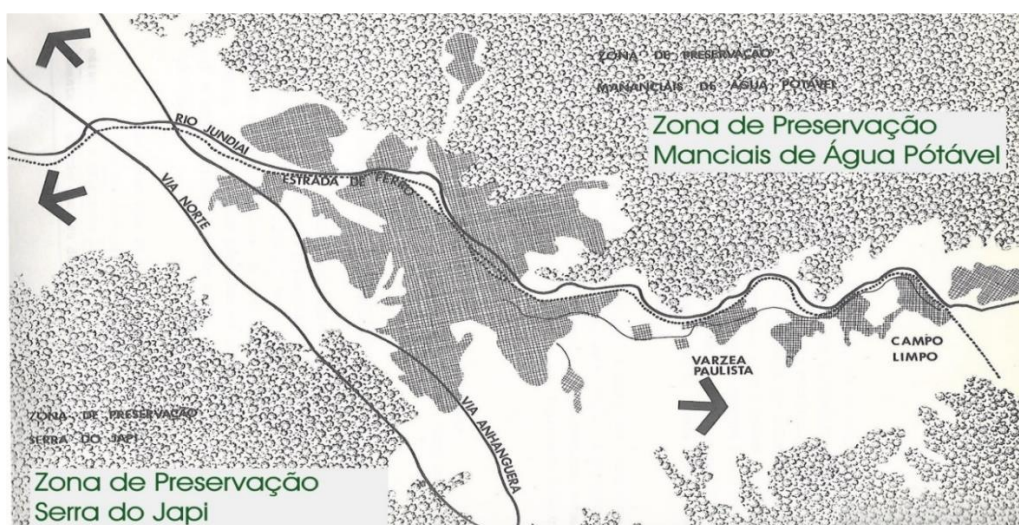 ZONA DE PRESERVAÇÃO
MANANCIAIS DE ÁGUA POTÁVEL
Zona de Preservação
Manciais de Água Pótável
RIO JUNDIAÍ
ESTRADA DE FERRO
VIA NORTE
VIA ANHANGUERA
VARZEA
PAULISTA
CAMPO
LIMPO
ZONA DE PRESERVAÇÃO
SERRA DO JAPI
Zona de Preservação
Serra do Japi